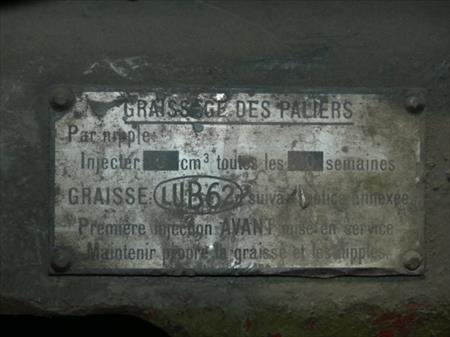 GRAISSAGE DES PALIERS
Par nipple:
Injecter cm³ toutes les semaines
GRAISSE: LUB62 suivant notice annexée
Première injection AVANT mise en service
Maintenir propre la graisse et les nipples.